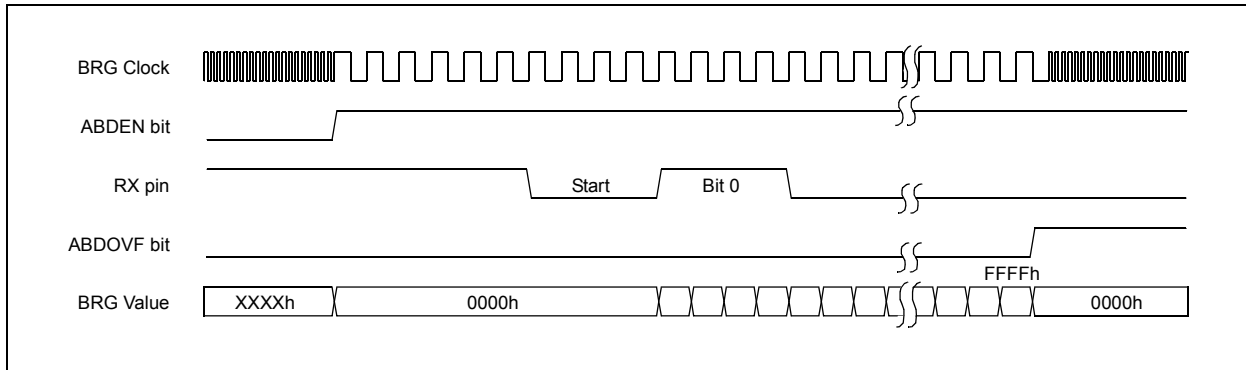 BRG Clock
ABDEN bit
RX pin
Start
Bit 0
ABDOVF bit
FFFFh
BRG Value
XXXXh
0000h
0000h